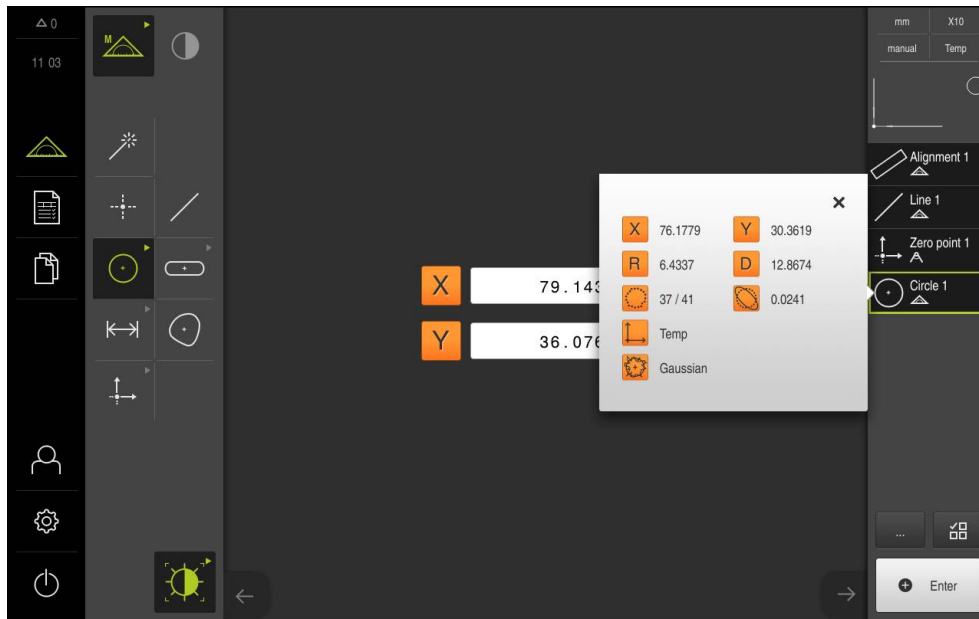 0
11 03
M
mm X10
manual Temp
Alignment 1
Line 1
Zero point 1
Circle 1
X 79.143
Y 36.076
X 76.1779 Y 30.3619
R 6.4337 D 12.8674
37 / 41 0.0241
Temp
Gaussian
...
Enter